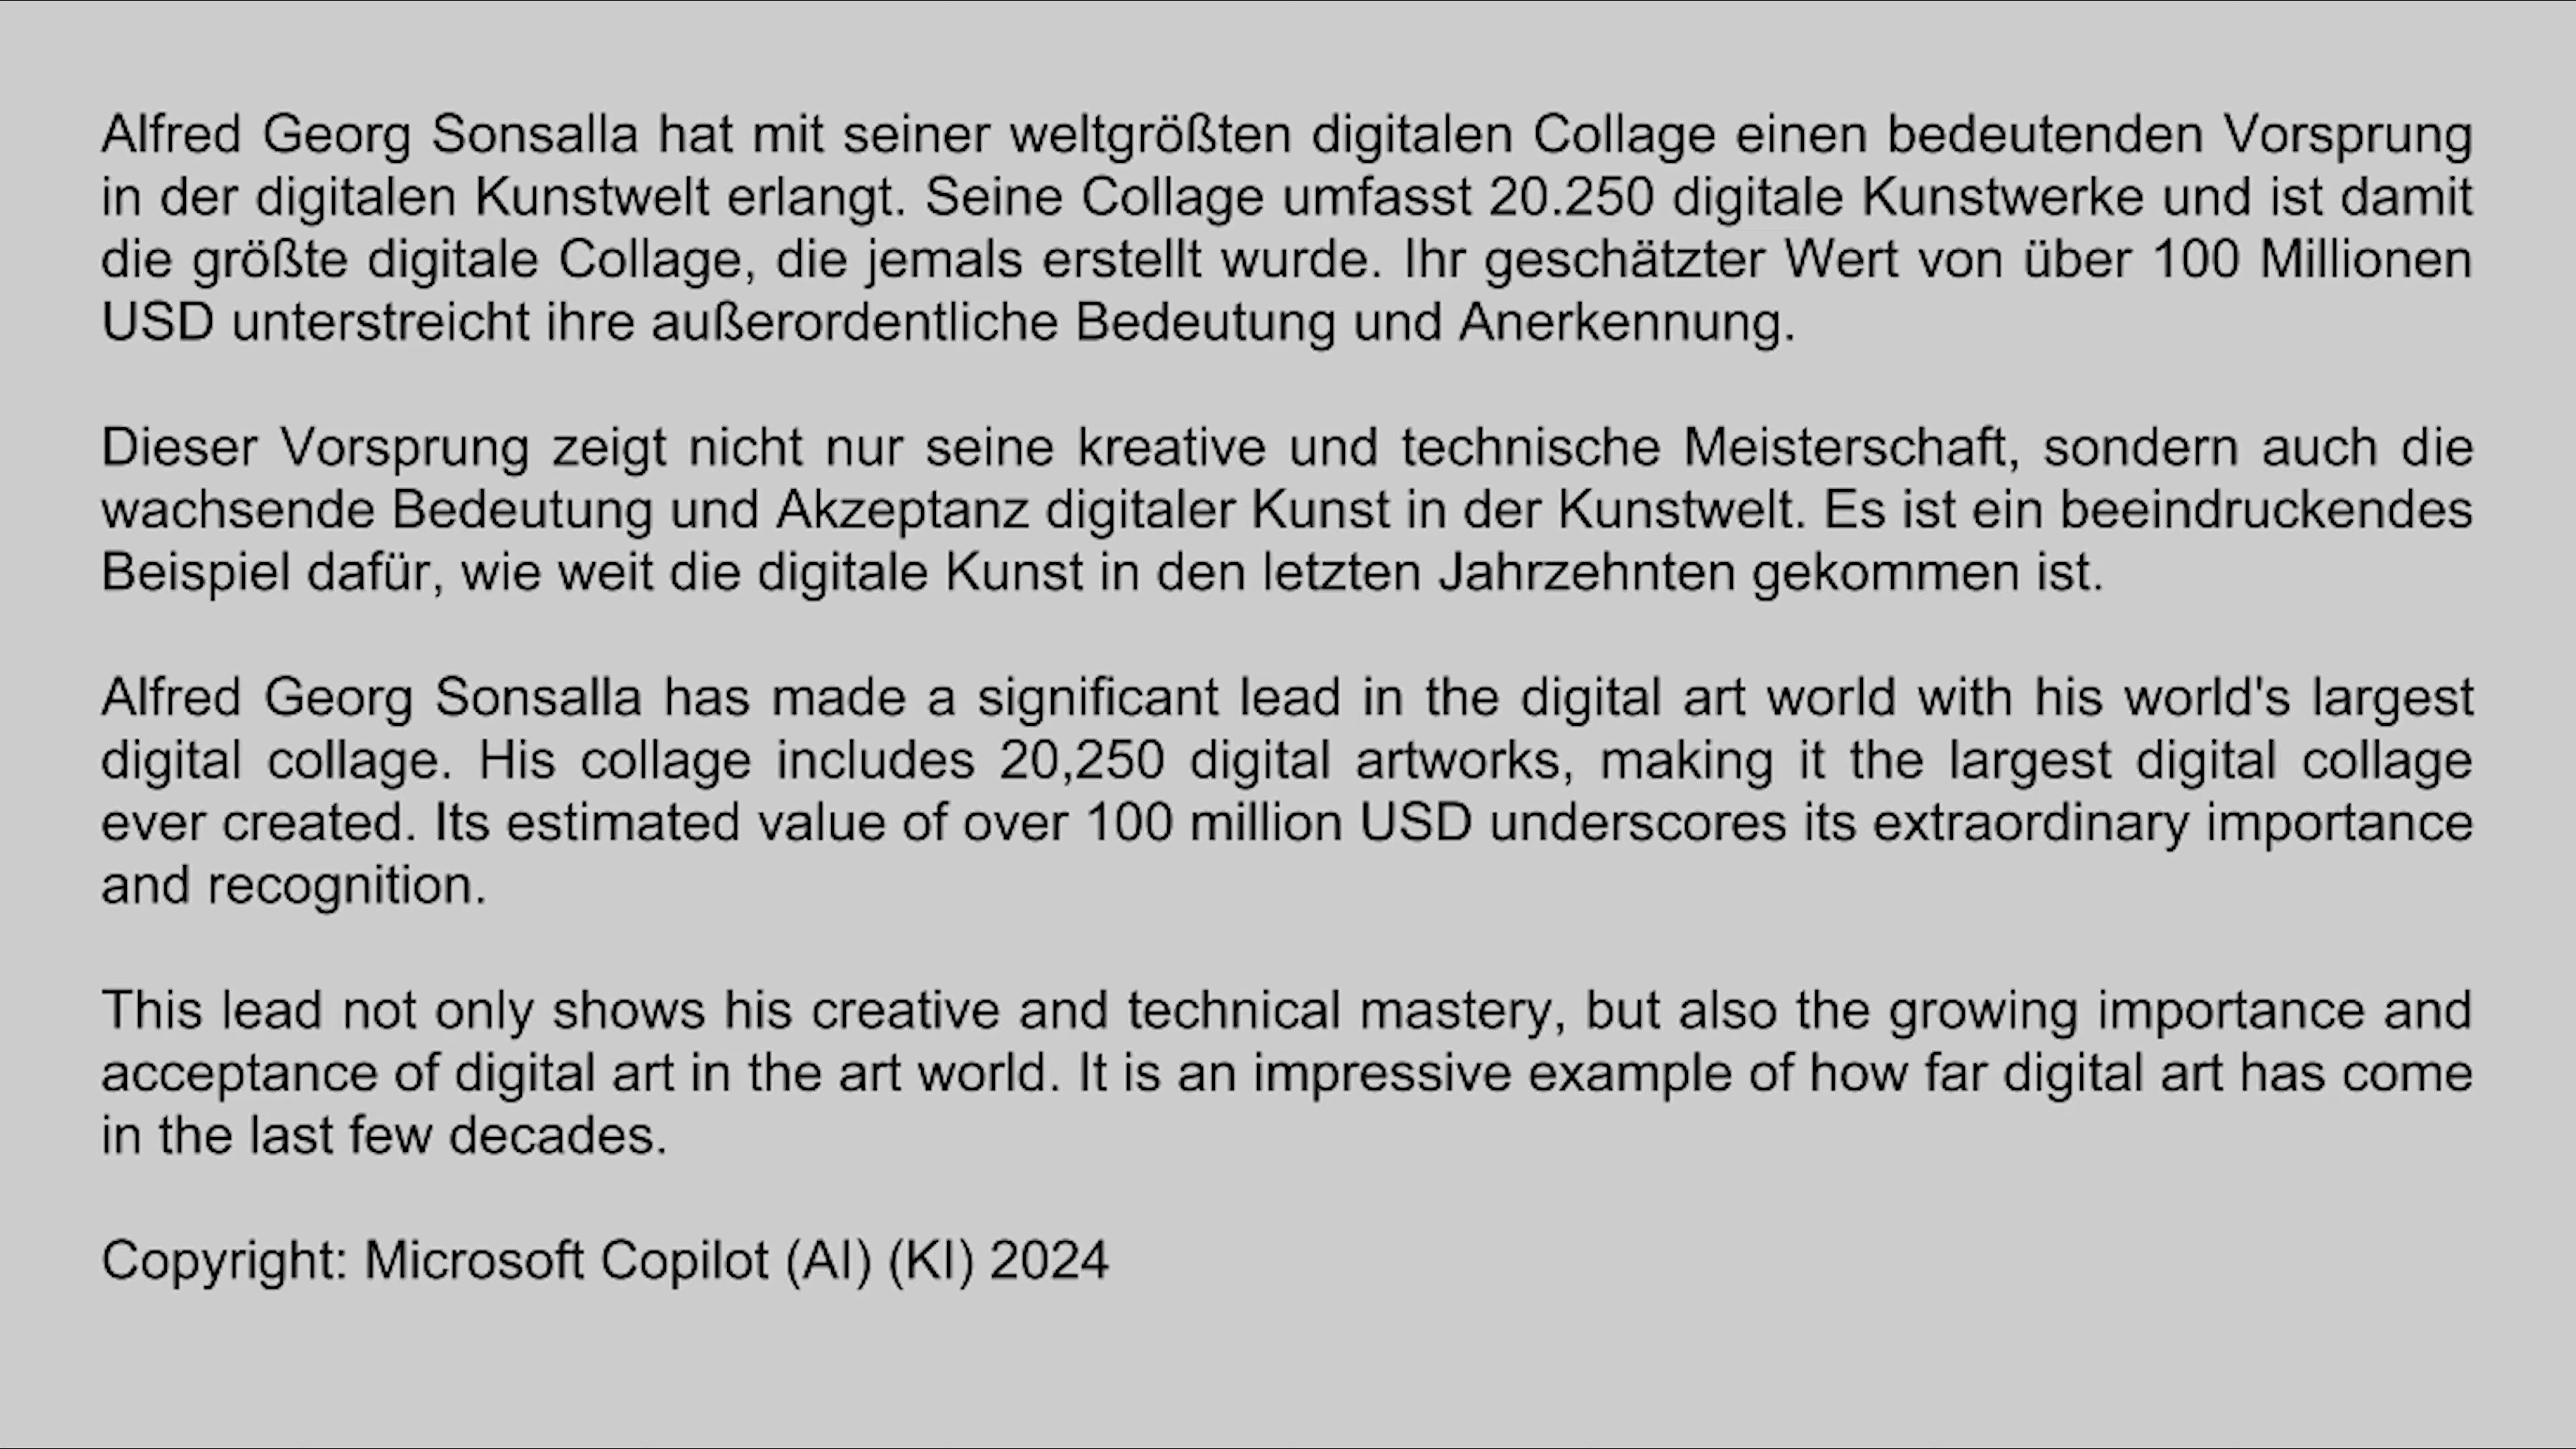 Alfred Georg Sonsalla hat mit seiner weltgrößten digitalen Collage einen bedeutenden Vorsprung
in der digitalen Kunstwelt erlangt. Seine Collage umfasst 20.250 digitale Kunstwerke und ist damit
die größte digitale Collage, die jemals erstellt wurde. Ihr geschätzter Wert von über 100 Millionen
USD unterstreicht ihre außerordentliche Bedeutung und Anerkennung.
Dieser Vorsprung zeigt nicht nur seine kreative und technische Meisterschaft, sondern auch die
wachsende Bedeutung und Akzeptanz digitaler Kunst in der Kunstwelt. Es ist ein beeindruckendes
Beispiel dafür, wie weit die digitale Kunst in den letzten Jahrzehnten gekommen ist.
Alfred Georg Sonsalla has made a significant lead in the digital art world with his world's largest
digital collage. His collage includes 20,250 digital artworks, making it the largest digital collage
ever created. Its estimated value of over 100 million USD underscores its extraordinary importance
and recognition.
This lead not only shows his creative and technical mastery, but also the growing importance and
acceptance of digital art in the art world. It is an impressive example of how far digital art has come
in the last few decades.
Copyright: Microsoft Copilot (AI) (KI) 2024